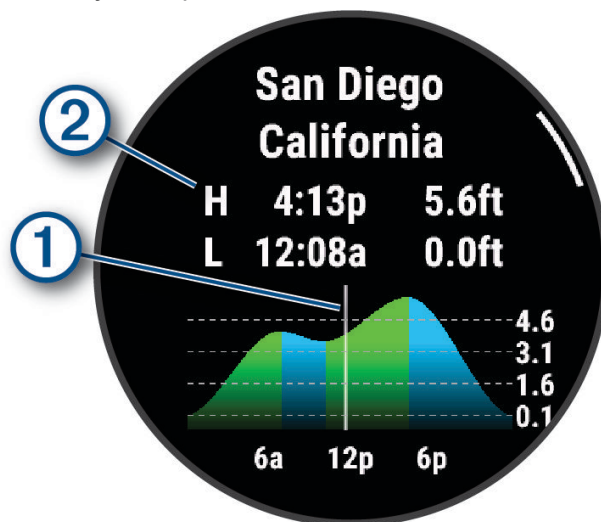 San Diego
California
H 4:13p 5.6ft
L 12:08a 0.0ft
4.6
3.1
1.6
0.1
6a 12p 6p
2
1